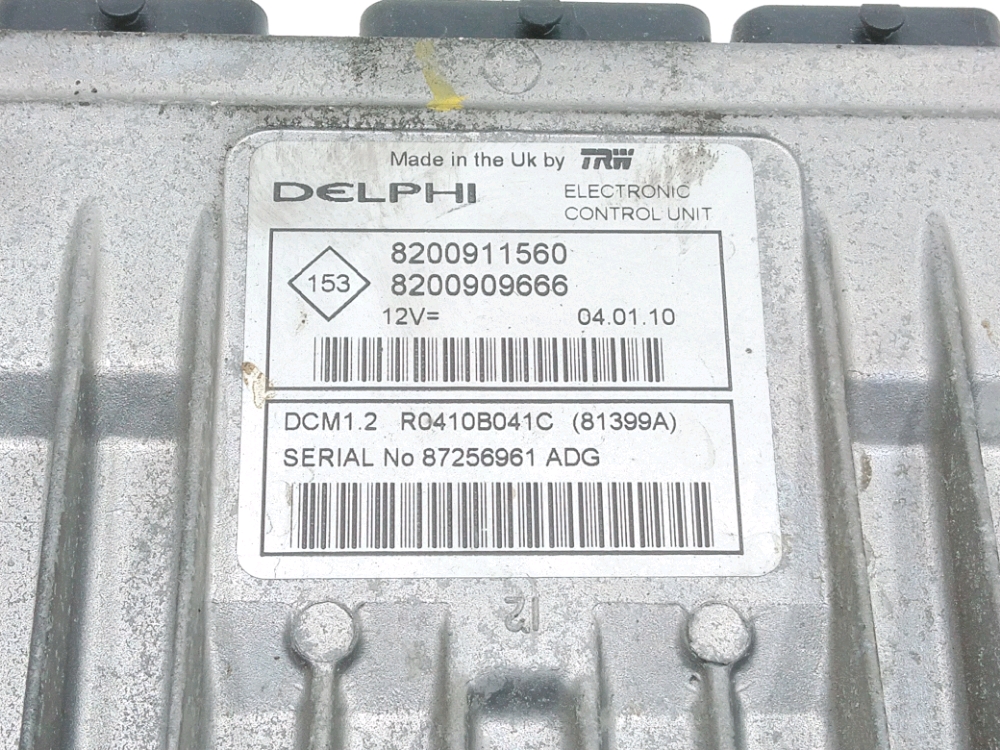 Made in the Uk by TRW
DELPHI
ELECTRONIC
CONTROL UNIT
153
8200911560
8200909666
12V= 04.01.10
DCM1.2 R0410B041C (81399A)
SERIAL No 87256961 ADG